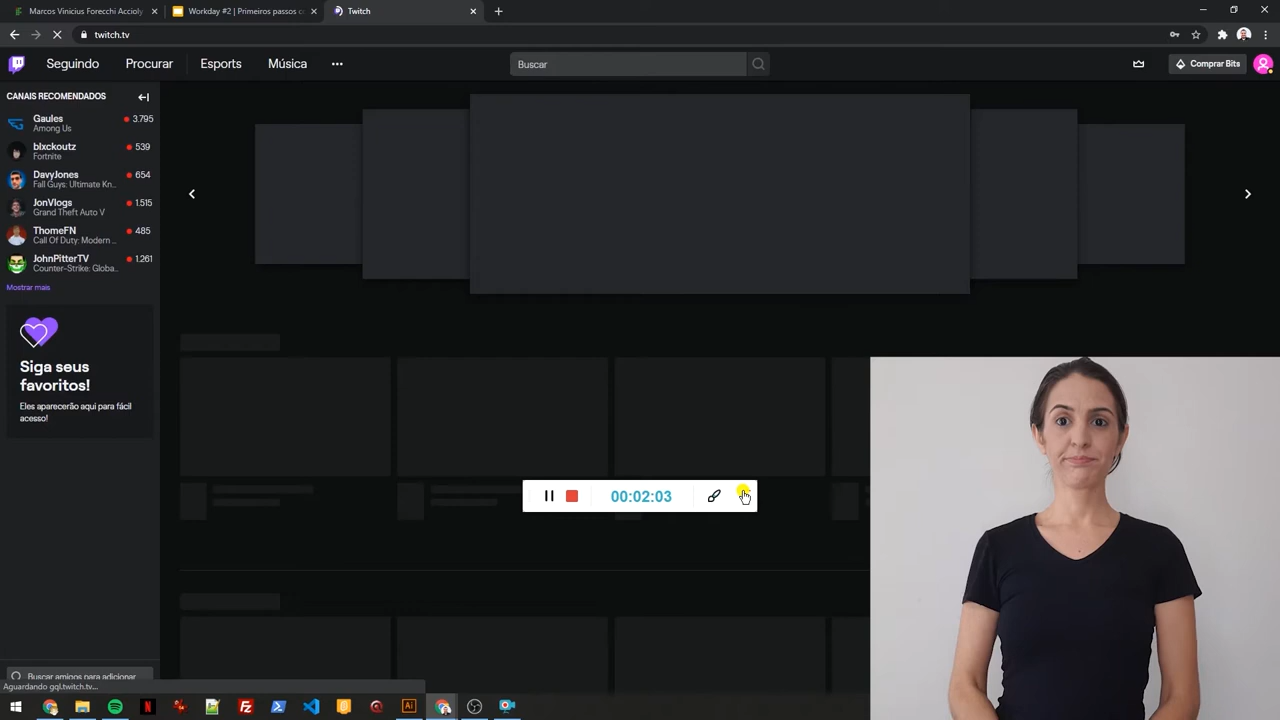 Marcos Vinicius Forecchi Accioly
Workday #2 | Primeiros passos c
Twitch
twitch.tv
Seguindo
Procurar
Esports
Música
Buscar
Comprar Bits
CANAIS RECOMENDADOS
Gaules
3.795
Among Us
blxckoutz
539
Fortnite
DavyJones
654
Fall Guys: Ultimate Kn...
JonVlogs
1.515
Grand Theft Auto V
ThomeFN
485
Call Of Duty: Modern ...
JohnPitterTV
1.261
Counter-Strike: Globa...
Mostrar mais
Siga seus
favoritos!
Eles aparecerão aqui para fácil
acesso!
00:02:03
Buscar amigos para adicionar
Aguardando gql.twitch.tv...
Ai